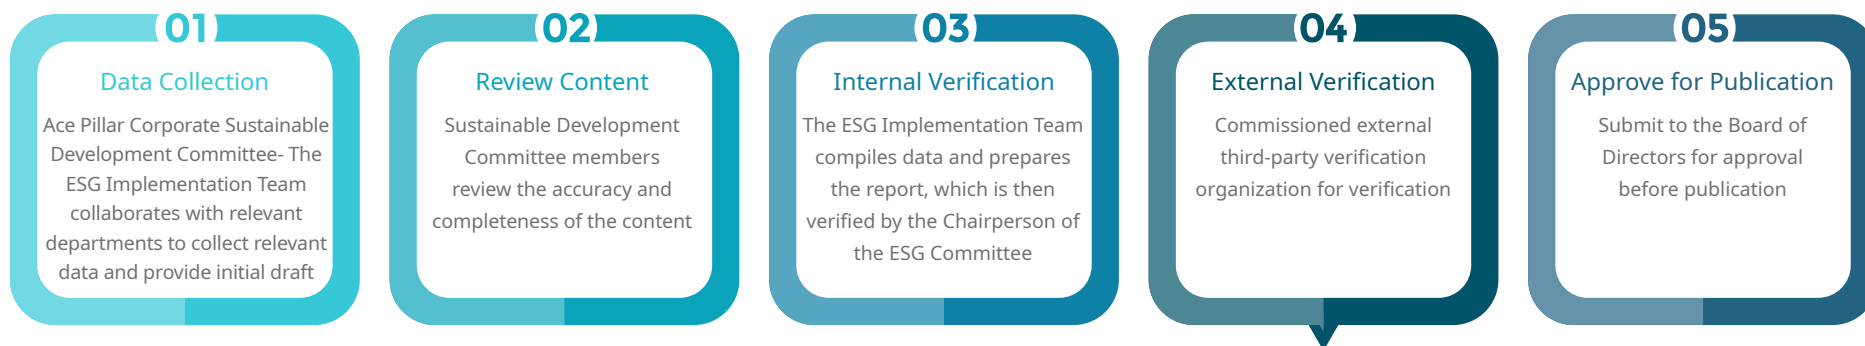 01
Data Collection
Ace Pillar Corporate Sustainable
Development Committee- The
ESG Implementation Team
collaborates with relevant
departments to collect relevant
data and provide initial draft
02
Review Content
Sustainable Development
Committee members
review the accuracy and
completeness of the content
03
Internal Verification
The ESG Implementation Team
compiles data and prepares
the report, which is then
verified by the Chairperson of
the ESG Committee
04
External Verification
Commissioned external
third-party verification
organization for verification
05
Approve for Publication
Submit to the Board of
Directors for approval
before publication